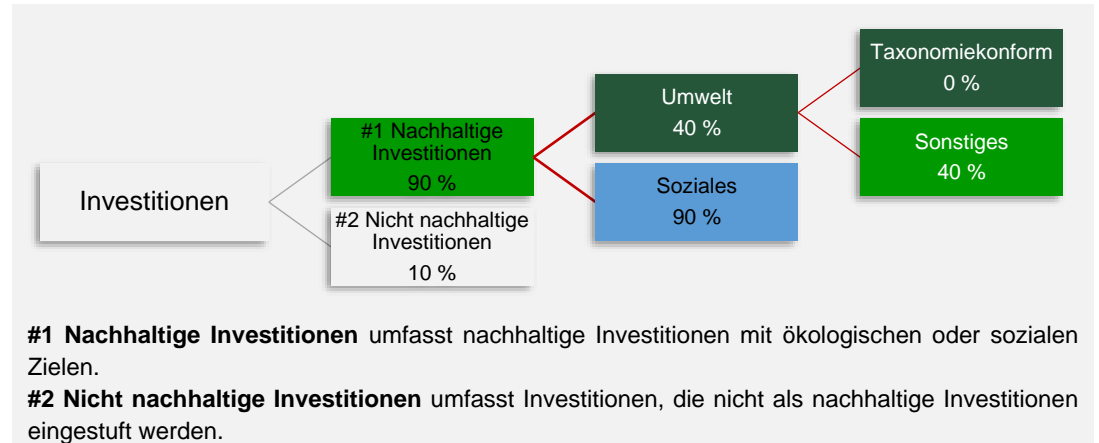 Investitionen
#1 Nachhaltige
Investitionen
90 %
#2 Nicht nachhaltige
Investitionen
10 %
Umwelt
40 %
Soziales
90 %
Taxonomiekonform
0 %
Sonstiges
40 %
#1 Nachhaltige Investitionen umfasst nachhaltige Investitionen mit ökologischen oder sozialen
Zielen.
#2 Nicht nachhaltige Investitionen umfasst Investitionen, die nicht als nachhaltige Investitionen
eingestuft werden.